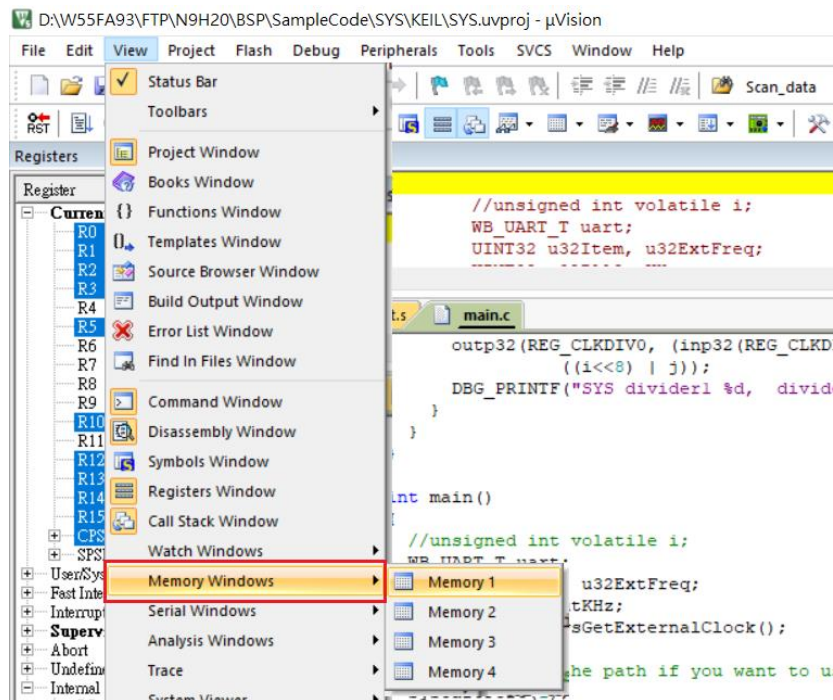 D:\W55FA93\FTP\N9H20\BSP\SampleCode\SYS\KEIL\SYS.uvproj - µVision
File Edit View Project Flash Debug Peripherals Tools SVCS Window Help
Status Bar
Scan_data
Toolbars
RST
Registers
Project Window
Books Window
Register
Functions Window
//unsigned int volatile i;
Curren
R0
Templates Window
WB_UART_T uart;
R1
UINT32 u32Item, u32ExtFreq;
R2
Source Browser Window
R3
Build Output Window
R4
t.s main.c
R5
Error List Window
R6
outp32(REG_CLKDIV0, (inp32(REG_CLKD
R7
Find In Files Window
((i<<8) | j));
R8
DBG_PRINTF("SYS divider1 %d, divid
R9
Command Window
}
R10
Disassembly Window
}
R11
R12
Symbols Window
R13
Registers Window
R14
int main()
R15
Call Stack Window
CPS
//unsigned int volatile i;
SPS
Watch Windows
WB_UART_T uart;
User/Sys
Memory Windows
Memory 1
u32ExtFreq;
Fast Inte
Interrup
Serial Windows
Memory 2
tKHz;
Superv
sGetExternalClock();
Abort
Analysis Windows
Memory 3
Undefin
Trace
Memory 4
he path if you want to u
Internal
System Viewer